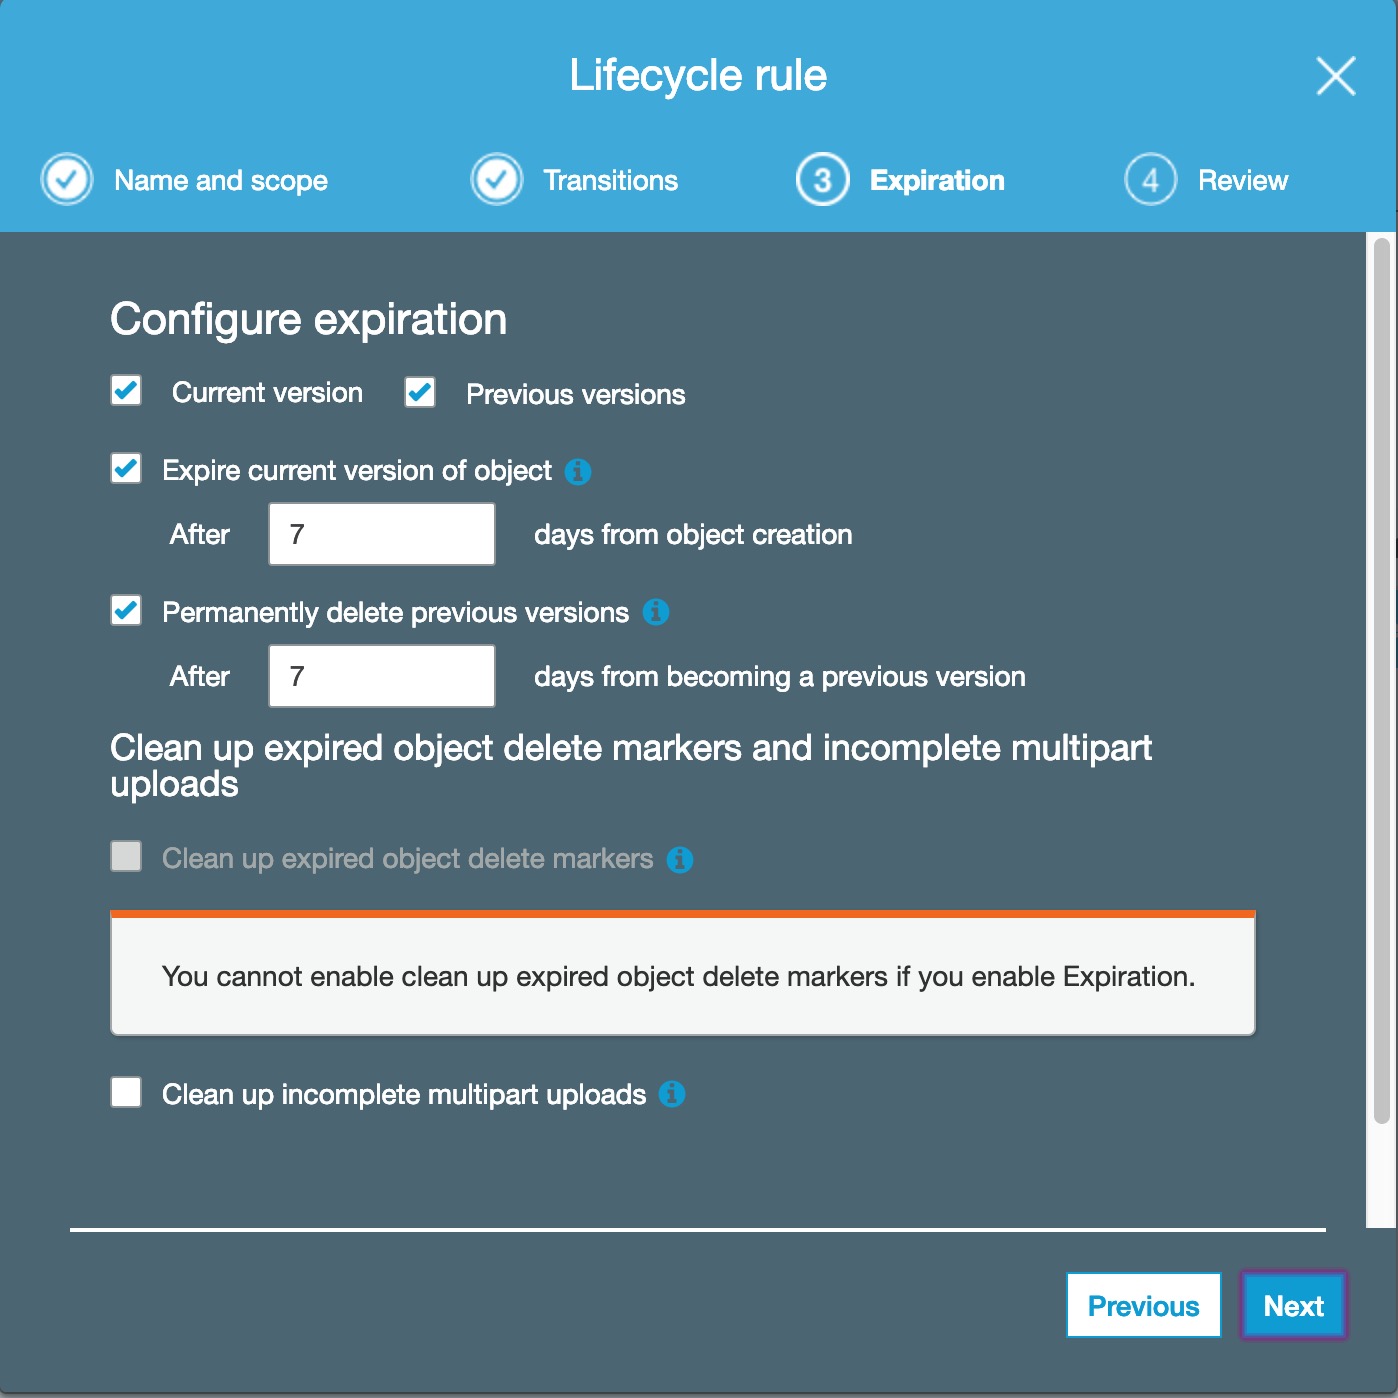 Lifecycle rule
Name and scope
Transitions
3 Expiration
4 Review
Configure expiration
Current version Previous versions
Expire current version of object
After 7 days from object creation
Permanently delete previous versions
After 7 days from becoming a previous version
Clean up expired object delete markers and incomplete multipart
uploads
Clean up expired object delete markers
You cannot enable clean up expired object delete markers if you enable Expiration.
Clean up incomplete multipart uploads
Previous Next